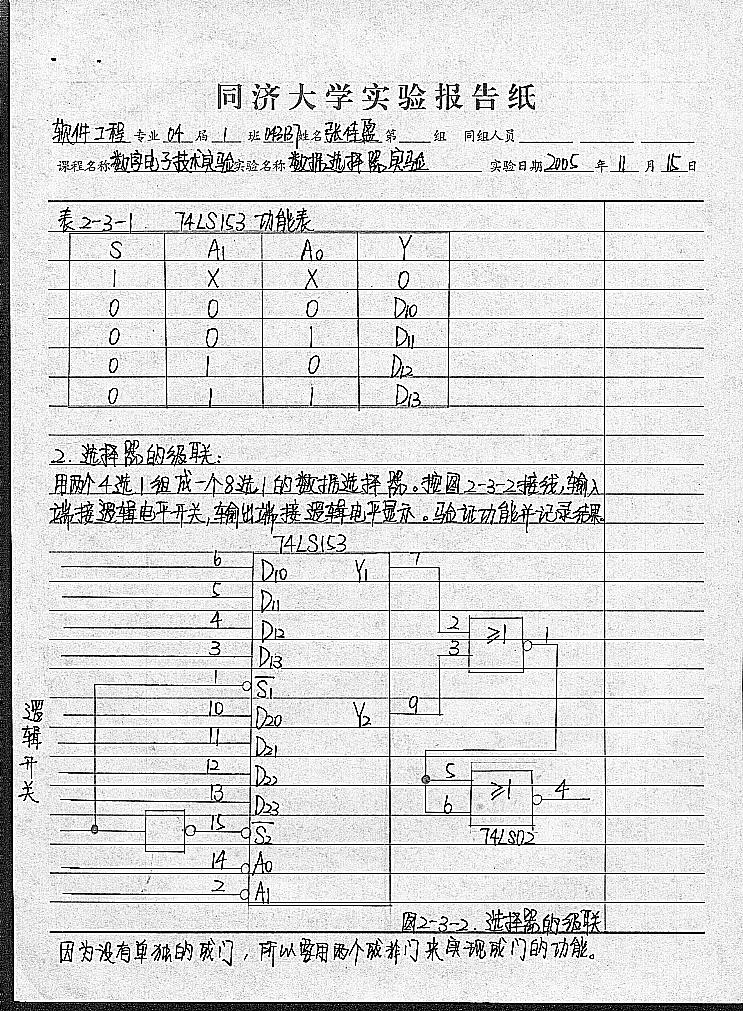 同济大学实验报告纸
软件工程 专业 04 届 1 班 姓名 张佳盈 第 组 同组人员
课程名称 数字电子技术实验 实验名称 数据选择器实验 实验日期 2005 年 11 月 15 日
表2-3-1 74LS153功能表
S A1 A0 Y
1 X X 0
0 0 0 D10
0 0 1 D11
0 1 0 D12
0 1 1 D13
2.选择器的级联:
用两个4选1组成一个8选1的数据选择器。按图2-3-2接线,输入
端接逻辑电平开关,输出端接逻辑电平显示。验证功能并记录结果。
74LS153
6 D10 Y1 7
5 D11
4 D12
3 D13
2
3
≥1
1
1 S̅1
10 D20 Y2 9
11 D21
12 D22
13 D23
15 S̅2
14 A0
2 A1
逻辑开关
5
6
≥1
4
74LS02
图2-3-2.选择器的级联
因为没有单独的或门,所以要用两个或非门来实现或门的功能。